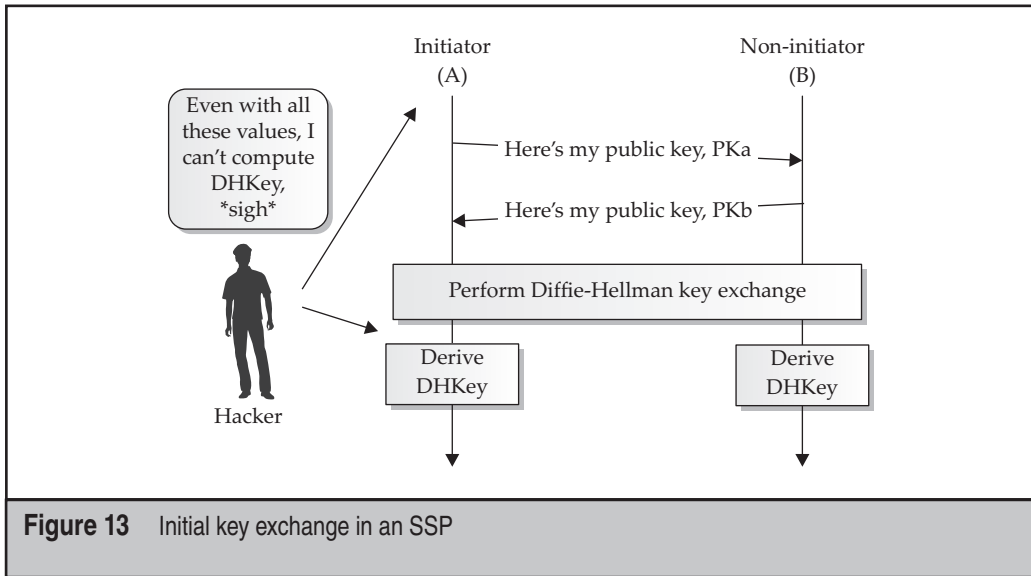 Initiator
(A)
Non-initiator
(B)
Even with all
these values, I
can't compute
DHKey,
*sigh*
Here's my public key, PKa
Here's my public key, PKb
Perform Diffie-Hellman key exchange
Derive
DHKey
Derive
DHKey
Hacker
Figure 13 Initial key exchange in an SSP